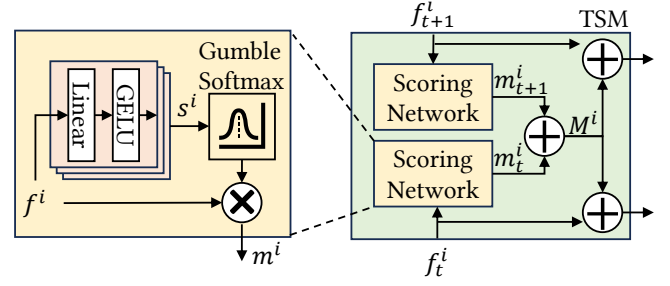 Gumble
Softmax
Linear
GELU
s^i
f^i
m^i
f_{t+1}^i
TSM
Scoring
Network
m_{t+1}^i
M^i
Scoring
Network
m_t^i
f_t^i